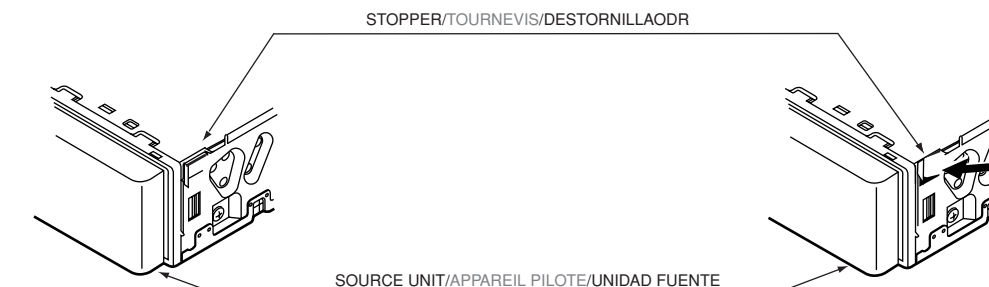 STOPPER/TOURNEVIS/DESTORNILLAODR
SOURCE UNIT/APPAREIL PILOTE/UNIDAD FUENTE